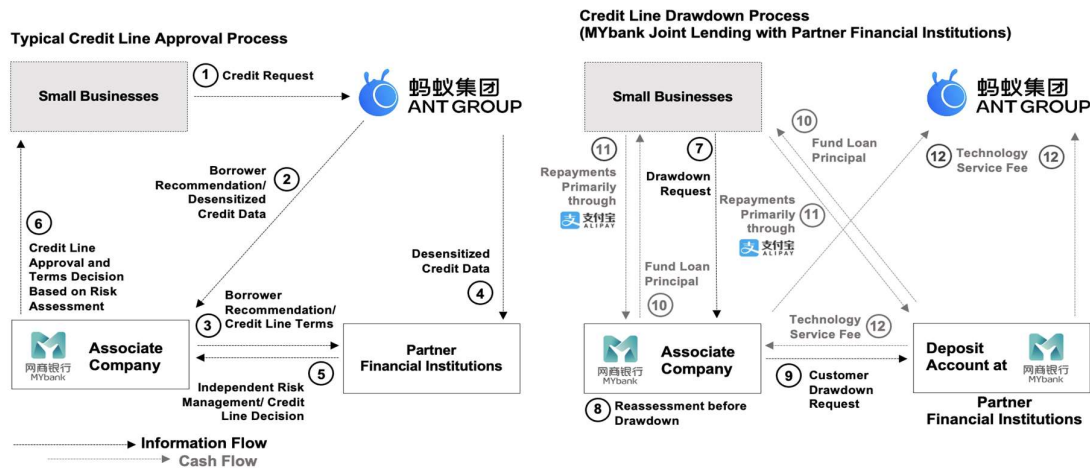 Typical Credit Line Approval Process
Small Businesses
1 Credit Request
蚂蚁集团
ANT GROUP
2
Borrower
Recommendation/
Desensitized
Credit Data
6
Credit Line
Approval and
Terms Decision
Based on Risk
Assessment
Desensitized
Credit Data
4
Borrower
Recommendation/
3 Credit Line Terms
网商银行
MYbank
Associate
Company
Partner
Financial Institutions
5
Independent Risk
Management/ Credit
Line Decision
Information Flow
Cash Flow
Credit Line Drawdown Process
(MYbank Joint Lending with Partner Financial Institutions)
Small Businesses
蚂蚁集团
ANT GROUP
11
Repayments
Primarily
through
支付宝
ALIPAY
7
Drawdown
Request
10
Fund Loan
Principal
12 Technology 12
Service Fee
Repayments
Primarily 11
through
支付宝
ALIPAY
Fund Loan
Principal
10
Technology
Service Fee 12
网商银行
MYbank
Associate
Company
Deposit
Account at
网商银行
MYbank
9 Customer
Drawdown
Request
8 Reassessment before
Drawdown
Partner
Financial Institutions